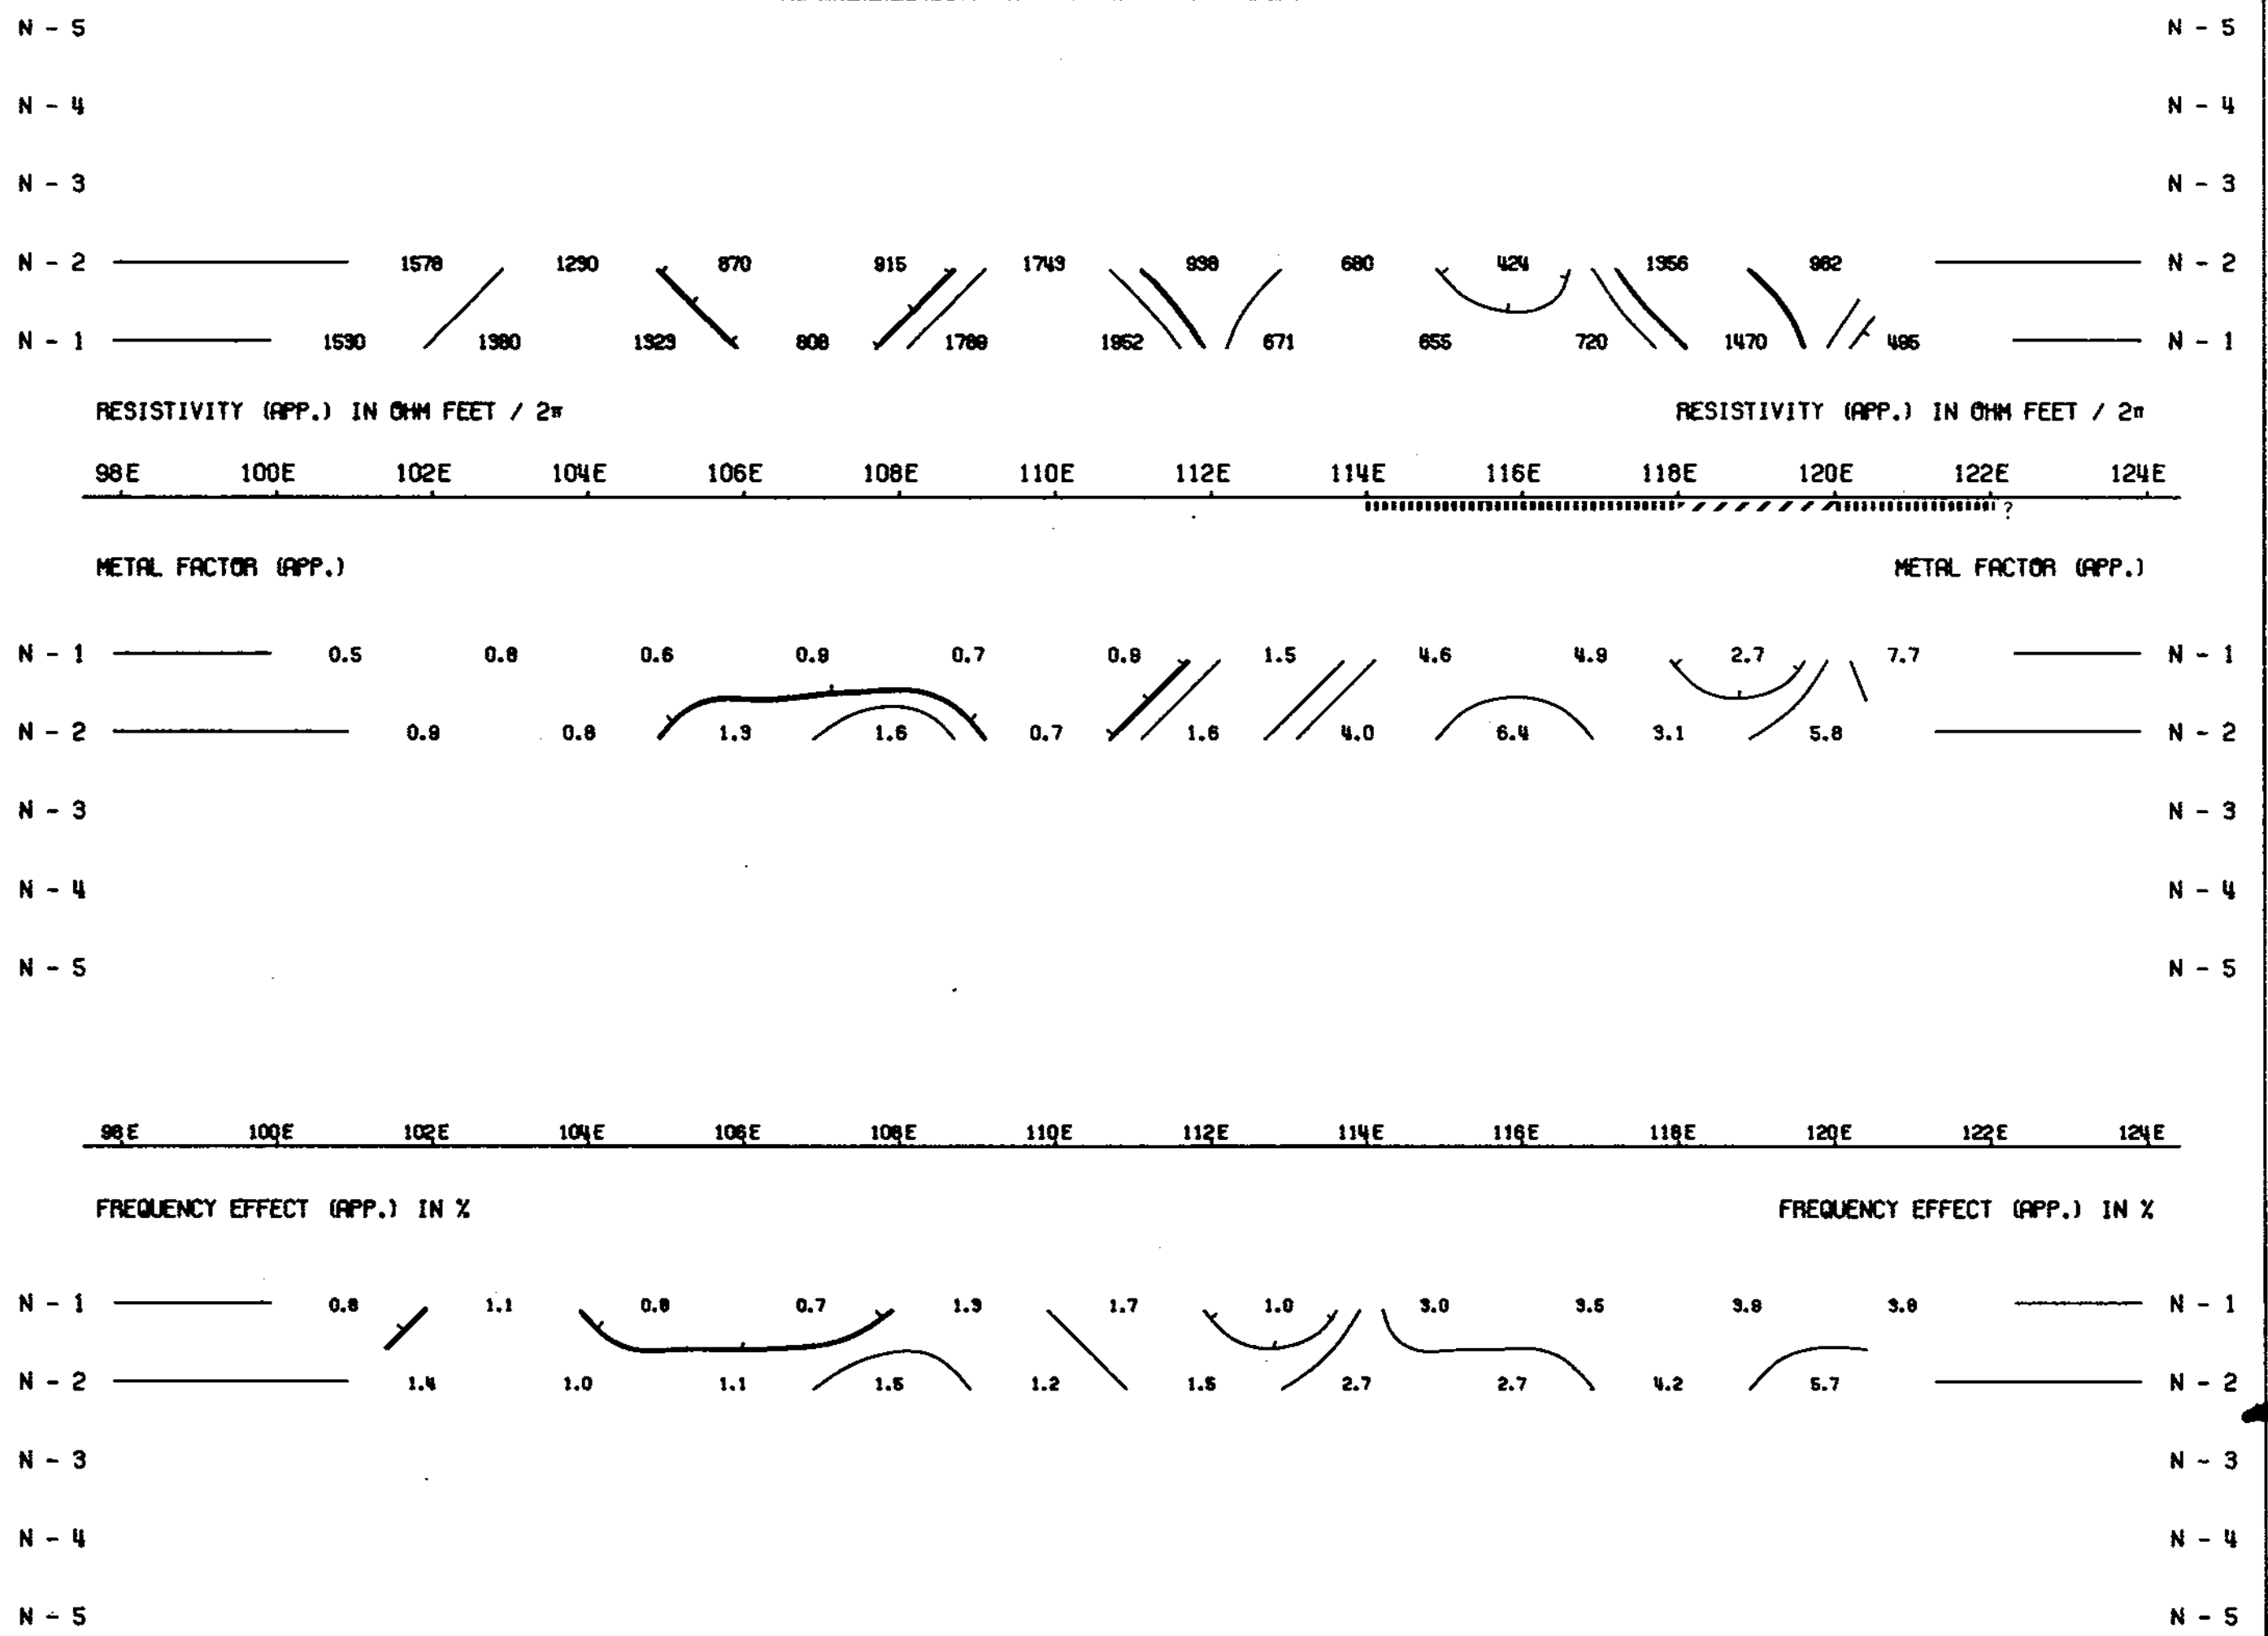 N - 5 N - 5
N - 4 N - 4
N - 3 N - 3
N - 2 1578 1290 870 915 1743 938 680 424 1356 982 N - 2
N - 1 1530 1380 1323 808 1789 1952 671 655 720 1470 495 N - 1
RESISTIVITY (APP.) IN OHM FEET / 2π RESISTIVITY (APP.) IN OHM FEET / 2π
98E 100E 102E 104E 106E 108E 110E 112E 114E 116E 118E 120E 122E 124E
?
METAL FACTOR (APP.) METAL FACTOR (APP.)
N - 1 0.5 0.8 0.6 0.9 0.7 0.9 1.5 4.6 4.9 2.7 7.7 N - 1
N - 2 0.9 0.8 1.3 1.6 0.7 1.6 4.0 6.4 3.1 5.8 N - 2
N - 3 N - 3
N - 4 N - 4
N - 5 N - 5
98E 100E 102E 104E 106E 108E 110E 112E 114E 116E 118E 120E 122E 124E
FREQUENCY EFFECT (APP.) IN % FREQUENCY EFFECT (APP.) IN %
N - 1 0.8 1.1 0.8 0.7 1.3 1.7 1.0 3.0 3.5 3.9 3.8 N - 1
N - 2 1.4 1.0 1.1 1.5 1.2 1.5 2.7 2.7 4.2 5.7 N - 2
N - 3 N - 3
N - 4 N - 4
N - 5 N - 5